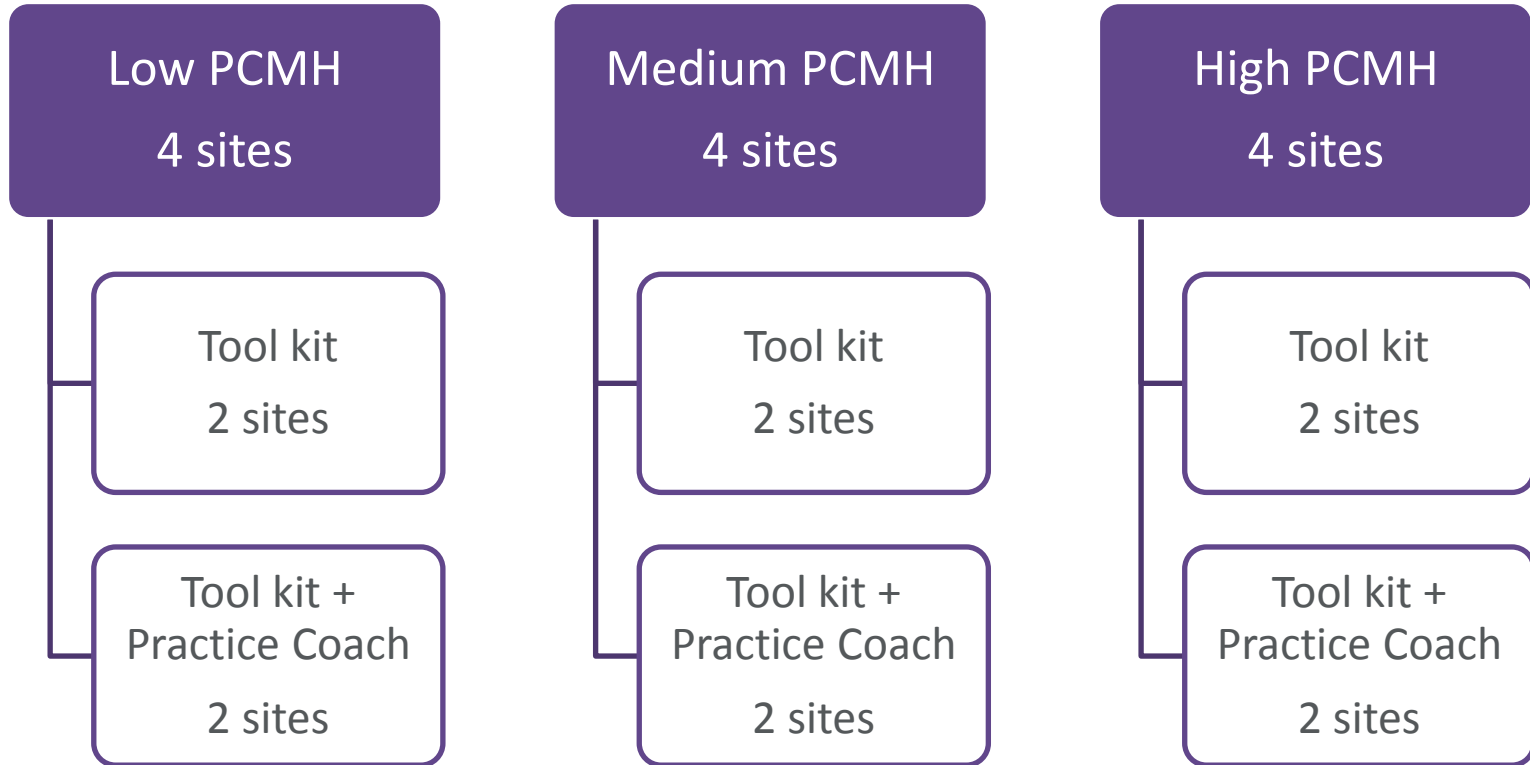 Low PCMH
4 sites
Tool kit
2 sites
Tool kit +
Practice Coach
2 sites
Medium PCMH
4 sites
Tool kit
2 sites
Tool kit +
Practice Coach
2 sites
High PCMH
4 sites
Tool kit
2 sites
Tool kit +
Practice Coach
2 sites